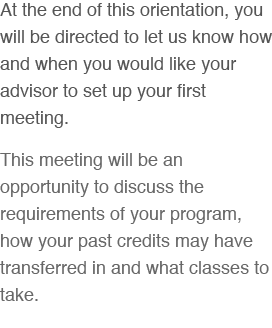 At the end of this orientation, you
will be directed to let us know how
and when you would like your
advisor to set up your first
meeting.
This meeting will be an
opportunity to discuss the
requirements of your program,
how your past credits may have
transferred in and what classes to
take.